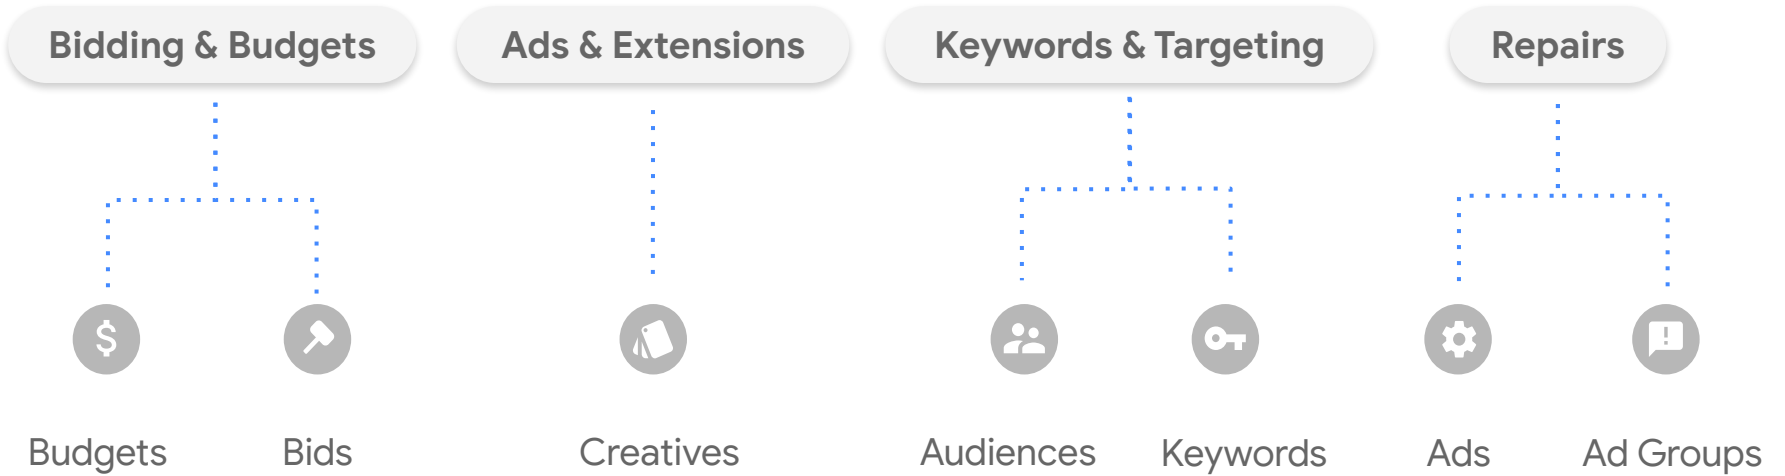 Bidding & Budgets
Ads & Extensions
Keywords & Targeting
Repairs
Budgets
Bids
Creatives
Audiences
Keywords
Ads
Ad Groups